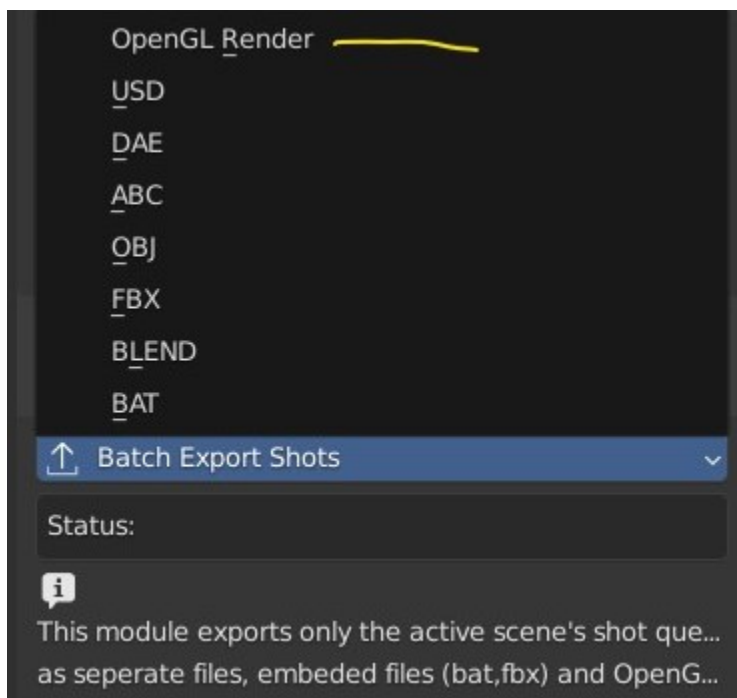 OpenGL Render
USD
DAE
ABC
OBJ
FBX
BLEND
BAT
Batch Export Shots
Status:
This module exports only the active scene's shot que...
as seperate files, embeded files (bat,fbx) and OpenG...